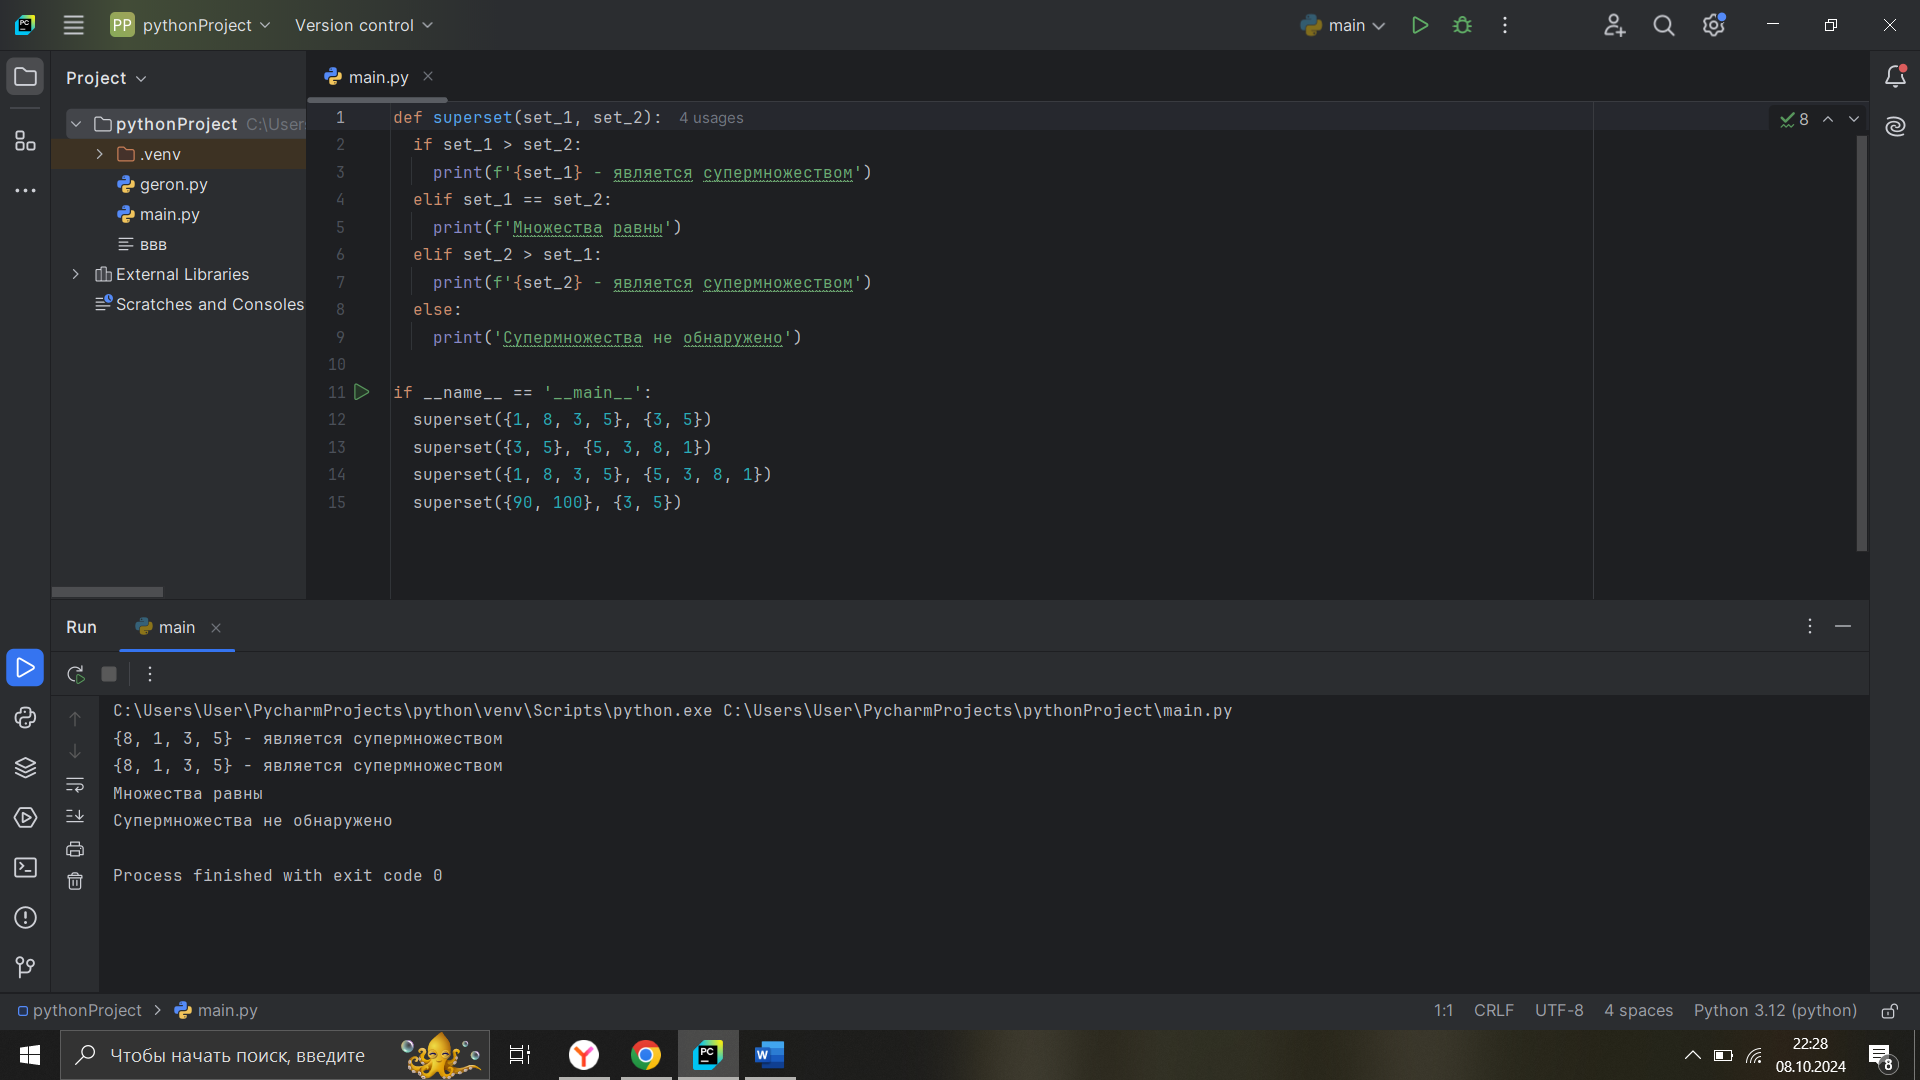 PC PP pythonProject Version control main
Project main.py
pythonProject C:\User
.venv
geron.py
main.py
ввв
External Libraries
Scratches and Consoles
1 def superset(set_1, set_2): 4 usages
2 if set_1 > set_2:
3 print(f'{set_1} - является супермножеством')
4 elif set_1 == set_2:
5 print(f'Множества равны')
6 elif set_2 > set_1:
7 print(f'{set_2} - является супермножеством')
8 else:
9 print('Супермножества не обнаружено')
10
11 if __name__ == '__main__':
12 superset({1, 8, 3, 5}, {3, 5})
13 superset({3, 5}, {5, 3, 8, 1})
14 superset({1, 8, 3, 5}, {5, 3, 8, 1})
15 superset({90, 100}, {3, 5})
8
Run main
C:\Users\User\PycharmProjects\python\venv\Scripts\python.exe C:\Users\User\PycharmProjects\pythonProject\main.py
{8, 1, 3, 5} - является супермножеством
{8, 1, 3, 5} - является супермножеством
Множества равны
Супермножества не обнаружено
Process finished with exit code 0
pythonProject > main.py 1:1 CRLF UTF-8 4 spaces Python 3.12 (python)
Чтобы начать поиск, введите
PC
W
22:28
08.10.2024
8